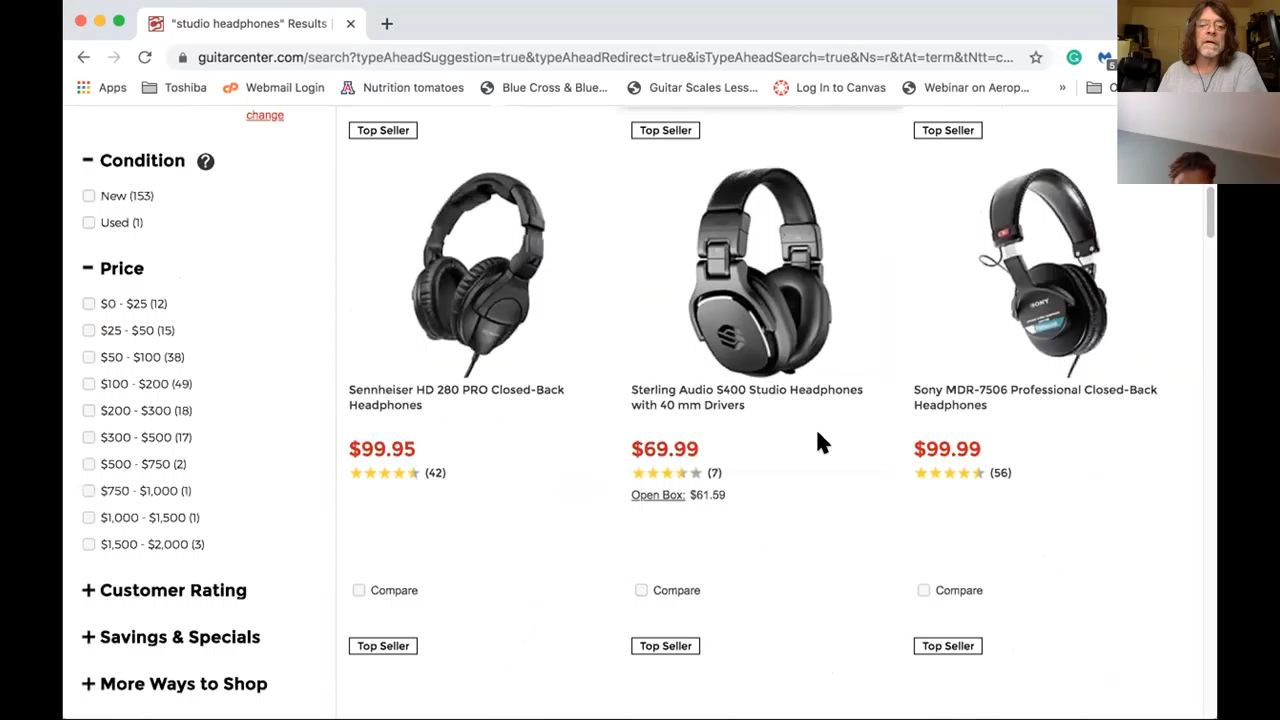 "studio headphones" Results
guitarcenter.com/search?typeAheadSuggestion=true&typeAheadRedirect=true&isTypeAheadSearch=true&Ns=r&tAt=term&tNtt=c...
5
Apps
Toshiba
Webmail Login
Nutrition tomatoes
Blue Cross & Blue...
Guitar Scales Less...
Log In to Canvas
Webinar on Aerop...
»
change
Condition
New (153)
Used (1)
Price
$0 - $25 (12)
$25 - $50 (15)
$50 - $100 (38)
$100 - $200 (49)
$200 - $300 (18)
$300 - $500 (17)
$500 - $750 (2)
$750 - $1,000 (1)
$1,000 - $1,500 (1)
$1,500 - $2,000 (3)
+ Customer Rating
+ Savings & Specials
+ More Ways to Shop
Top Seller
Sennheiser HD 280 PRO Closed-Back
Headphones
$99.95
(42)
Compare
Top Seller
Sterling Audio S400 Studio Headphones
with 40 mm Drivers
$69.99
(7)
Open Box: $61.59
Compare
Top Seller
SONY
Sony MDR-7506 Professional Closed-Back
Headphones
$99.99
(56)
Compare
Top Seller
Top Seller
Top Seller